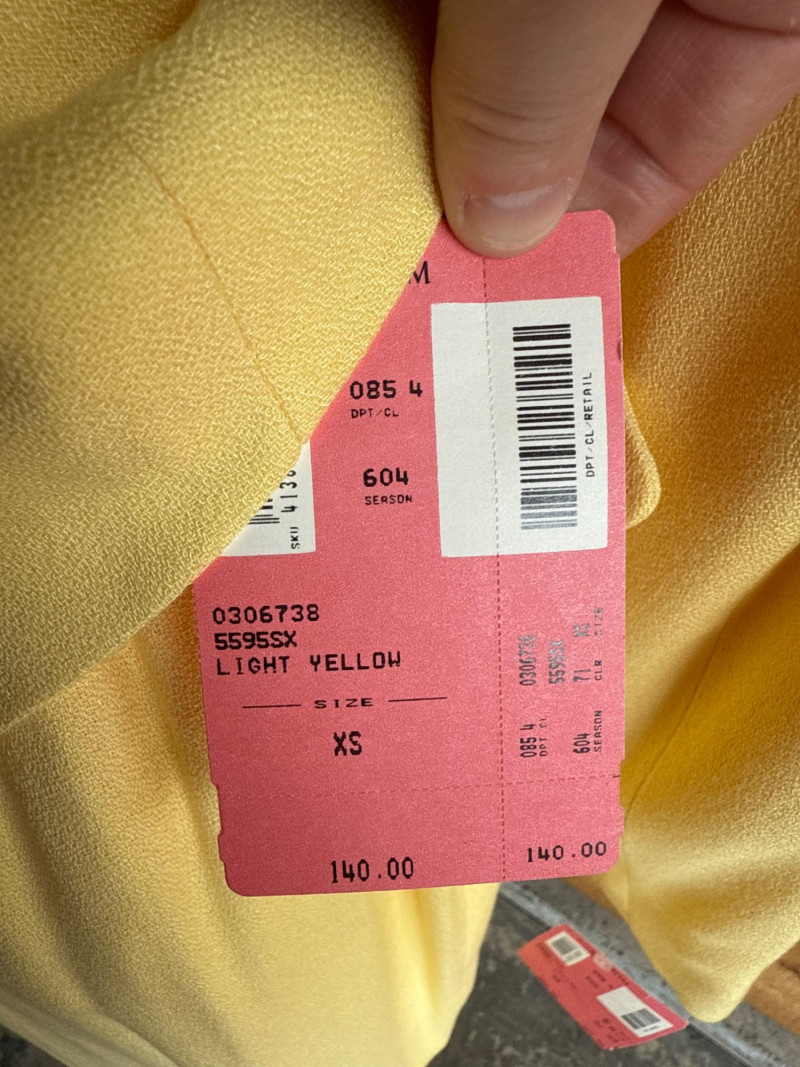 M
085 4
DPT/CL
604
SEASON
SKU 4136
DPT/CL/RETAIL
0306738
5595SX
LIGHT YELLOW
SIZE
XS
140.00
0306738
5595SX
71 XS
CLR SIZE
085 4
DPT CL
604
SEASON
140.00